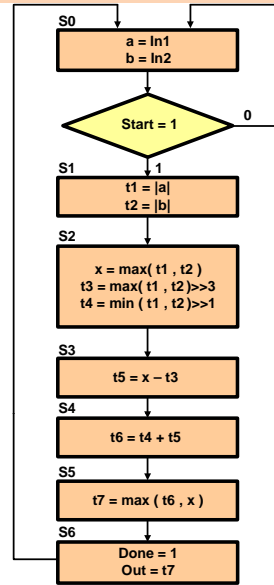 S0
a = In1
b = In2
Start = 1
0
1
S1
t1 = |a|
t2 = |b|
S2
x = max( t1 , t2 )
t3 = max( t1 , t2 )>>3
t4 = min ( t1 , t2 )>>1
S3
t5 = x – t3
S4
t6 = t4 + t5
S5
t7 = max ( t6 , x )
S6
Done = 1
Out = t7